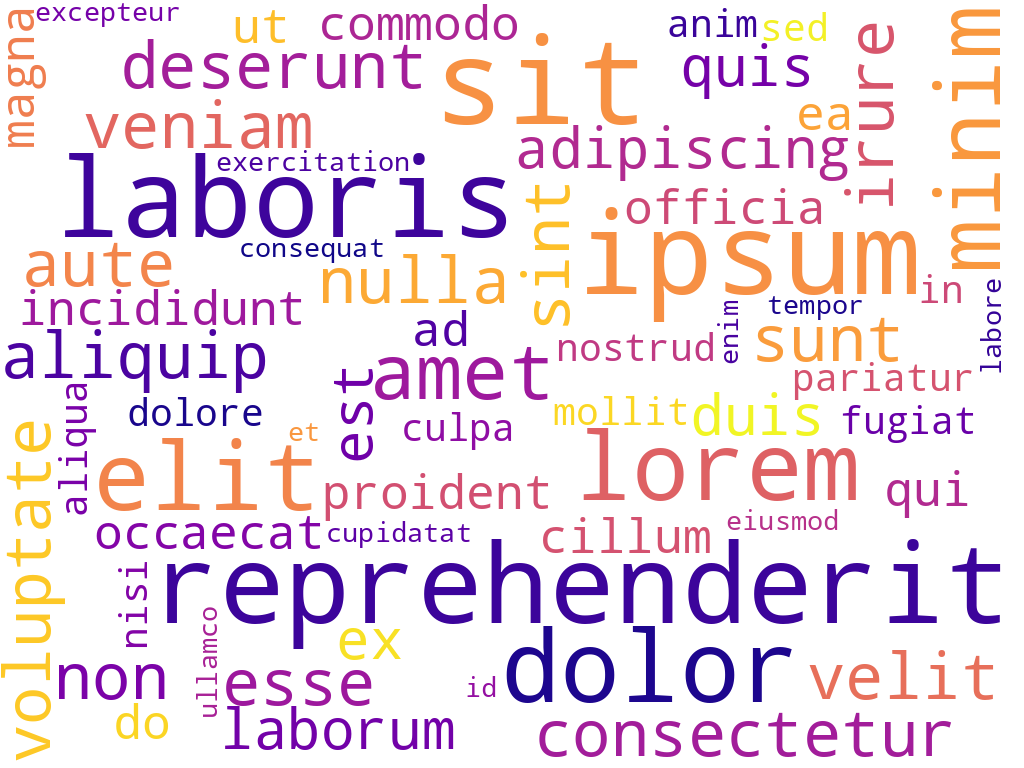 excepteur
magna
ut
commodo
anim
sed
minim
deserunt
sit
quis
irure
veniam
ea
adipiscing
laboris
exercitation
sint
officia
ipsum
aute
consequat
nulla
in
labore
incididunt
tempor
enim
ad
sunt
aliquip
nostrud
amet
est
pariatur
aliqua
dolore
mollit
duis
fugiat
voluptate
et
culpa
elit
lorem
proident
qui
occaecat
cupidatat
cillum
eiusmod
reprehenderit
nisi
ullamco
ex
dolor
non
esse
id
velit
do
laborum
consectetur